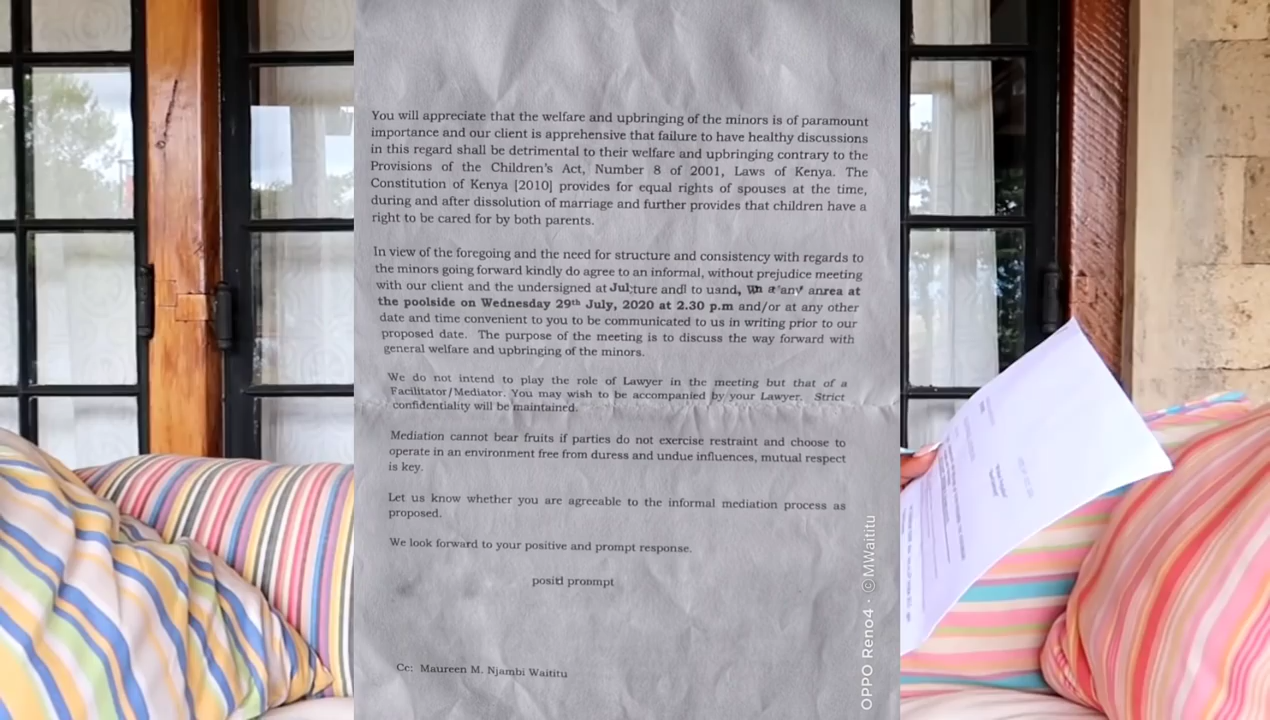 You will appreciate that the welfare and upbringing of the minors is of paramount
importance and our client is apprehensive that failure to have healthy discussions
in this regard shall be detrimental to their welfare and upbringing contrary to the
Provisions of the Children's Act, Number 8 of 2001, Laws of Kenya. The
Constitution of Kenya [2010] provides for equal rights of spouses at the time,
during and after dissolution of marriage and further provides that children have a
right to be cared for by both parents.
In view of the foregoing and the need for structure and consistency with regards to
the minors going forward kindly do agree to an informal, without prejudice meeting
with our client and the undersigned at at
the poolside on Wednesday 29th July, 2020 at 2.30 p.m and/or at any other
date and time convenient to you to be communicated to us in writing prior to our
proposed date. The purpose of the meeting is to discuss the way forward with
general welfare and upbringing of the minors.
We do not intend to play the role of Lawyer in the meeting but that of a
Facilitator/Mediator. You may wish to be accompanied by your Lawyer. Strict
confidentiality will be maintained.
Mediation cannot bear fruits if parties do not exercise restraint and choose to
operate in an environment free from duress and undue influences, mutual respect
is key.
Let us know whether you are agreeable to the informal mediation process as
proposed.
We look forward to your positive and prompt response.
Cc: Maureen M. Njambi Waititu
OPPO Reno4 · ©MWaititu